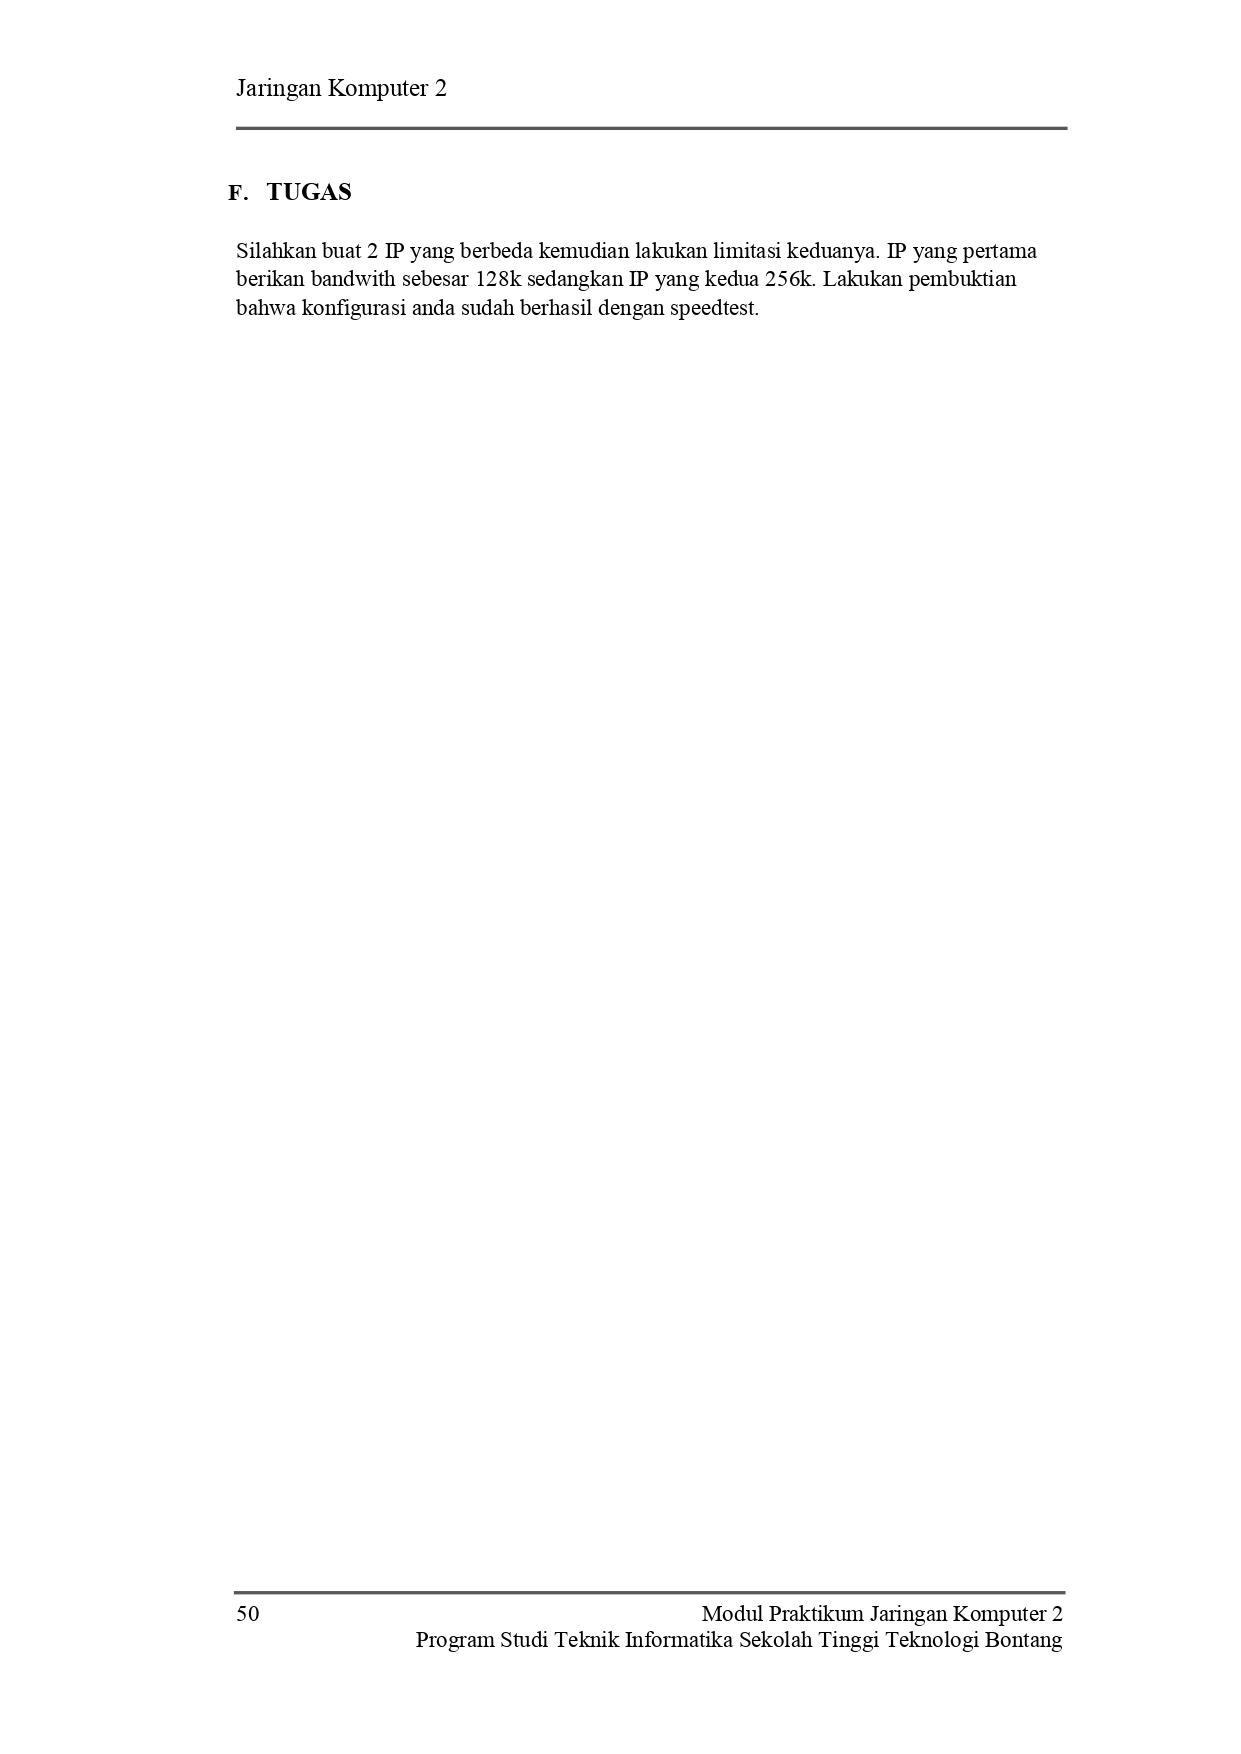 Jaringan Komputer 2
F. TUGAS
Silahkan buat 2 IP yang berbeda kemudian lakukan limitasi keduanya. IP yang pertama
berikan bandwith sebesar 128k sedangkan IP yang kedua 256k. Lakukan pembuktian
bahwa konfigurasi anda sudah berhasil dengan speedtest.
50 Modul Praktikum Jaringan Komputer 2
Program Studi Teknik Informatika Sekolah Tinggi Teknologi Bontang